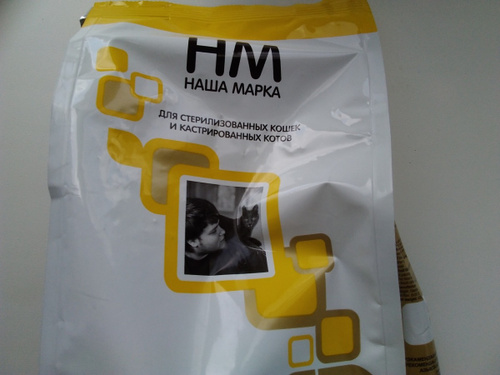 НМ
НАША МАРКА
ДЛЯ СТЕРИЛИЗОВАННЫХ КОШЕК
И КАСТРИРОВАННЫХ КОТОВ